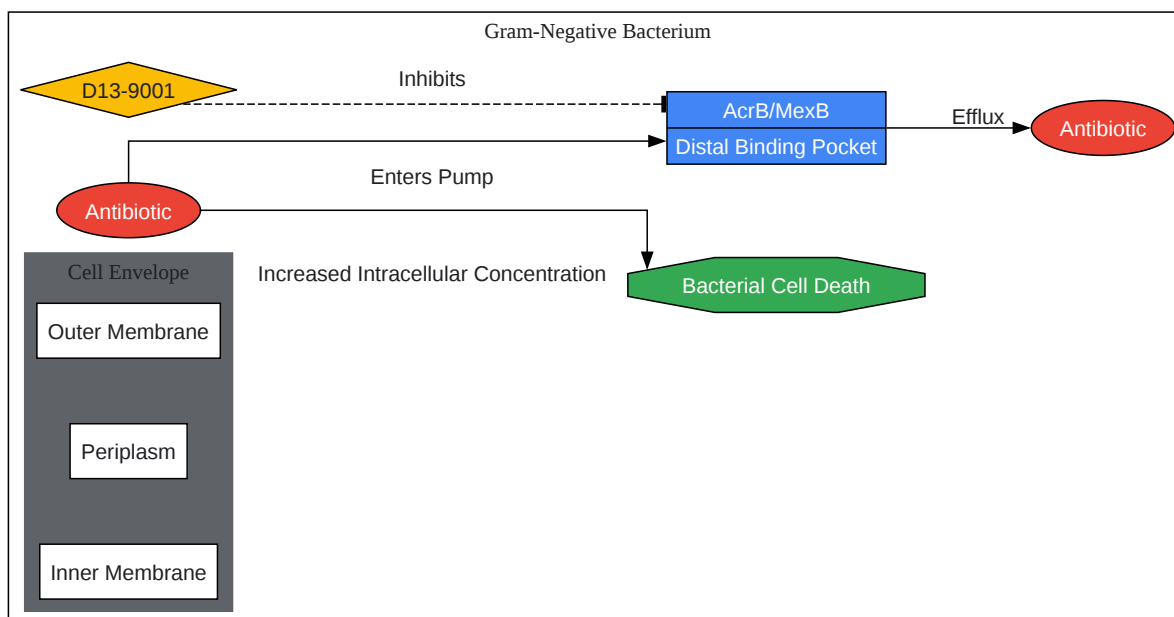 Gram-Negative Bacterium
D13-9001
Inhibits
AcrB/MexB
Distal Binding Pocket
Efflux
Antibiotic
Enters Pump
Antibiotic
Cell Envelope
Increased Intracellular Concentration
Bacterial Cell Death
Outer Membrane
Periplasm
Inner Membrane